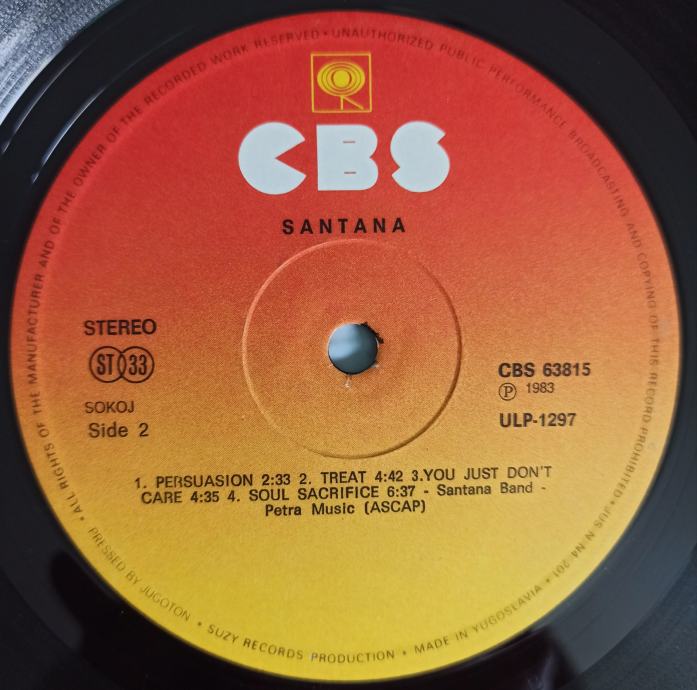 • ALL RIGHTS OF THE MANUFACTURER AND OF THE OWNER OF THE RECORDED WORK RESERVED • UNAUTHORIZED PUBLIC PERFORMANCE BROADCASTING AND COPYING OF THIS RECORD PROHIBITED • JUS N N4. 201 •
CBS
SANTANA
STEREO
ST 33
SOKOJ
Side 2
CBS 63815
Ⓟ 1983
ULP-1297
1. PERSUASION 2:33 2. TREAT 4:42 3.YOU JUST DON'T
CARE 4:35 4. SOUL SACRIFICE 6:37 - Santana Band -
Petra Music (ASCAP)
PRESSED BY JUGOTON • SUZY RECORDS PRODUCTION • MADE IN YUGOSLAVIA